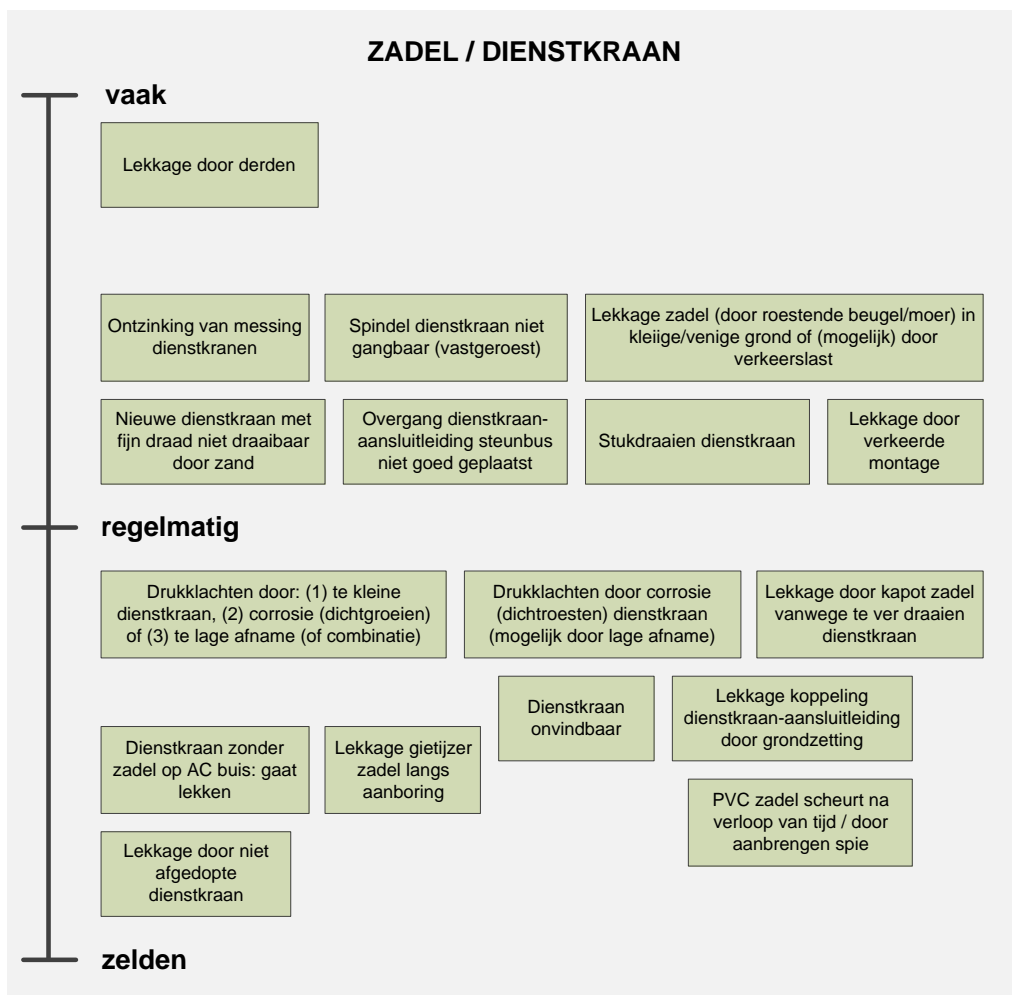 ZADEL / DIENSTKRAAN
vaak
Lekkage door derden
Ontzinking van messing
dienstkranen
Spindel dienstkraan niet
gangbaar (vastgeroest)
Lekkage zadel (door roestende beugel/moer) in
kleiige/venige grond of (mogelijk) door
verkeerslast
Nieuwe dienstkraan met
fijn draad niet draaibaar
door zand
Overgang dienstkraan-
aansluitleiding steunbus
niet goed geplaatst
Stukdraaien dienstkraan
Lekkage door
verkeerde
montage
regelmatig
Drukklachten door: (1) te kleine
dienstkraan, (2) corrosie (dichtgroeien)
of (3) te lage afname (of combinatie)
Drukklachten door corrosie
(dichtroesten) dienstkraan
(mogelijk door lage afname)
Lekkage door kapot zadel
vanwege te ver draaien
dienstkraan
Dienstkraan
onvindbaar
Lekkage koppeling
dienstkraan-aansluitleiding
door grondzetting
Dienstkraan zonder
zadel op AC buis: gaat
lekken
Lekkage gietijzer
zadel langs
aanboring
PVC zadel scheurt na
verloop van tijd / door
aanbrengen spie
Lekkage door niet
afgedopte
dienstkraan
zelden